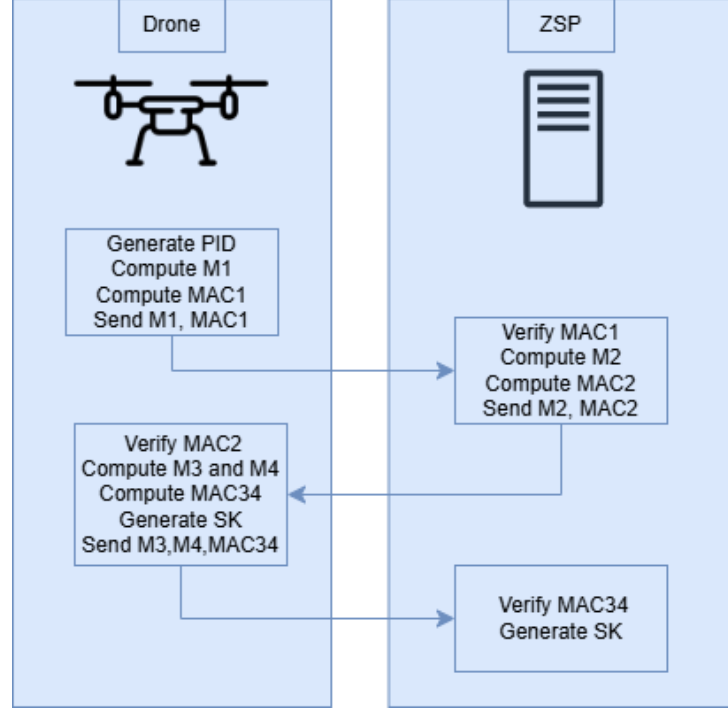 Drone
ZSP
Generate PID
Compute M1
Compute MAC1
Send M1, MAC1
Verify MAC1
Compute M2
Compute MAC2
Send M2, MAC2
Verify MAC2
Compute M3 and M4
Compute MAC34
Generate SK
Send M3,M4,MAC34
Verify MAC34
Generate SK